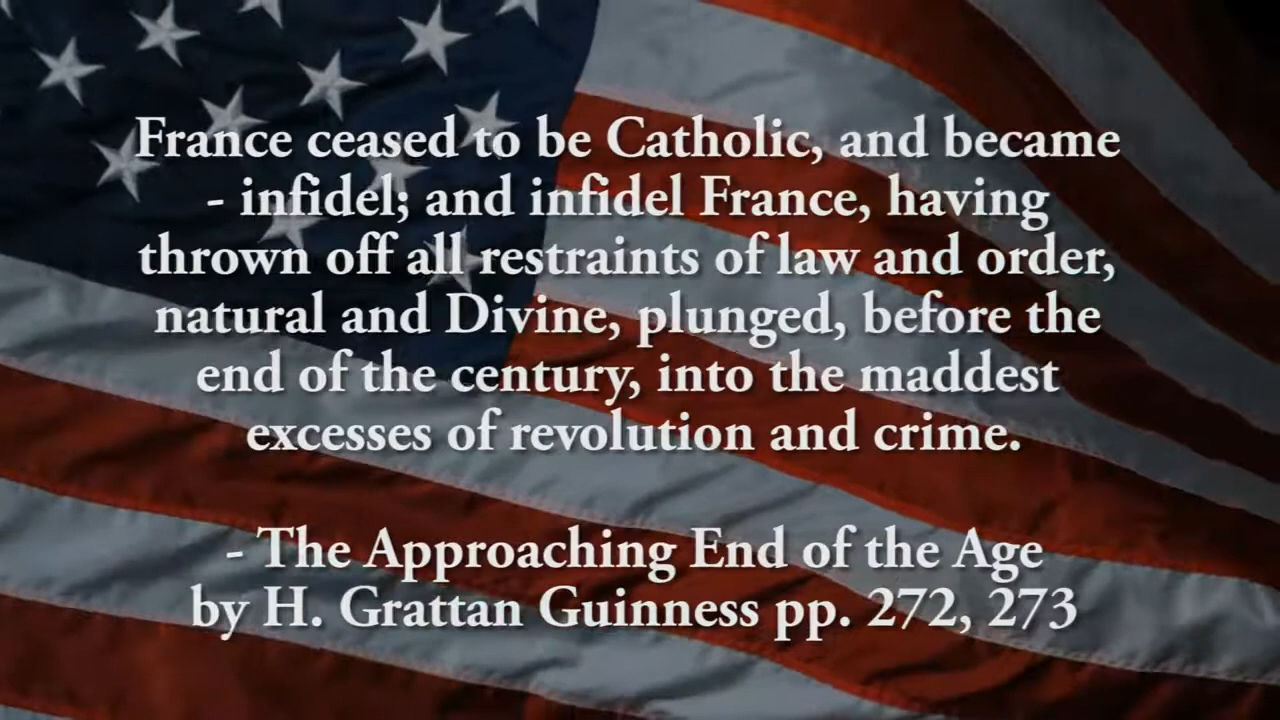 France ceased to be Catholic, and became
- infidel; and infidel France, having
thrown off all restraints of law and order,
natural and Divine, plunged, before the
end of the century, into the maddest
excesses of revolution and crime.
- The Approaching End of the Age
by H. Grattan Guinness pp. 272, 273